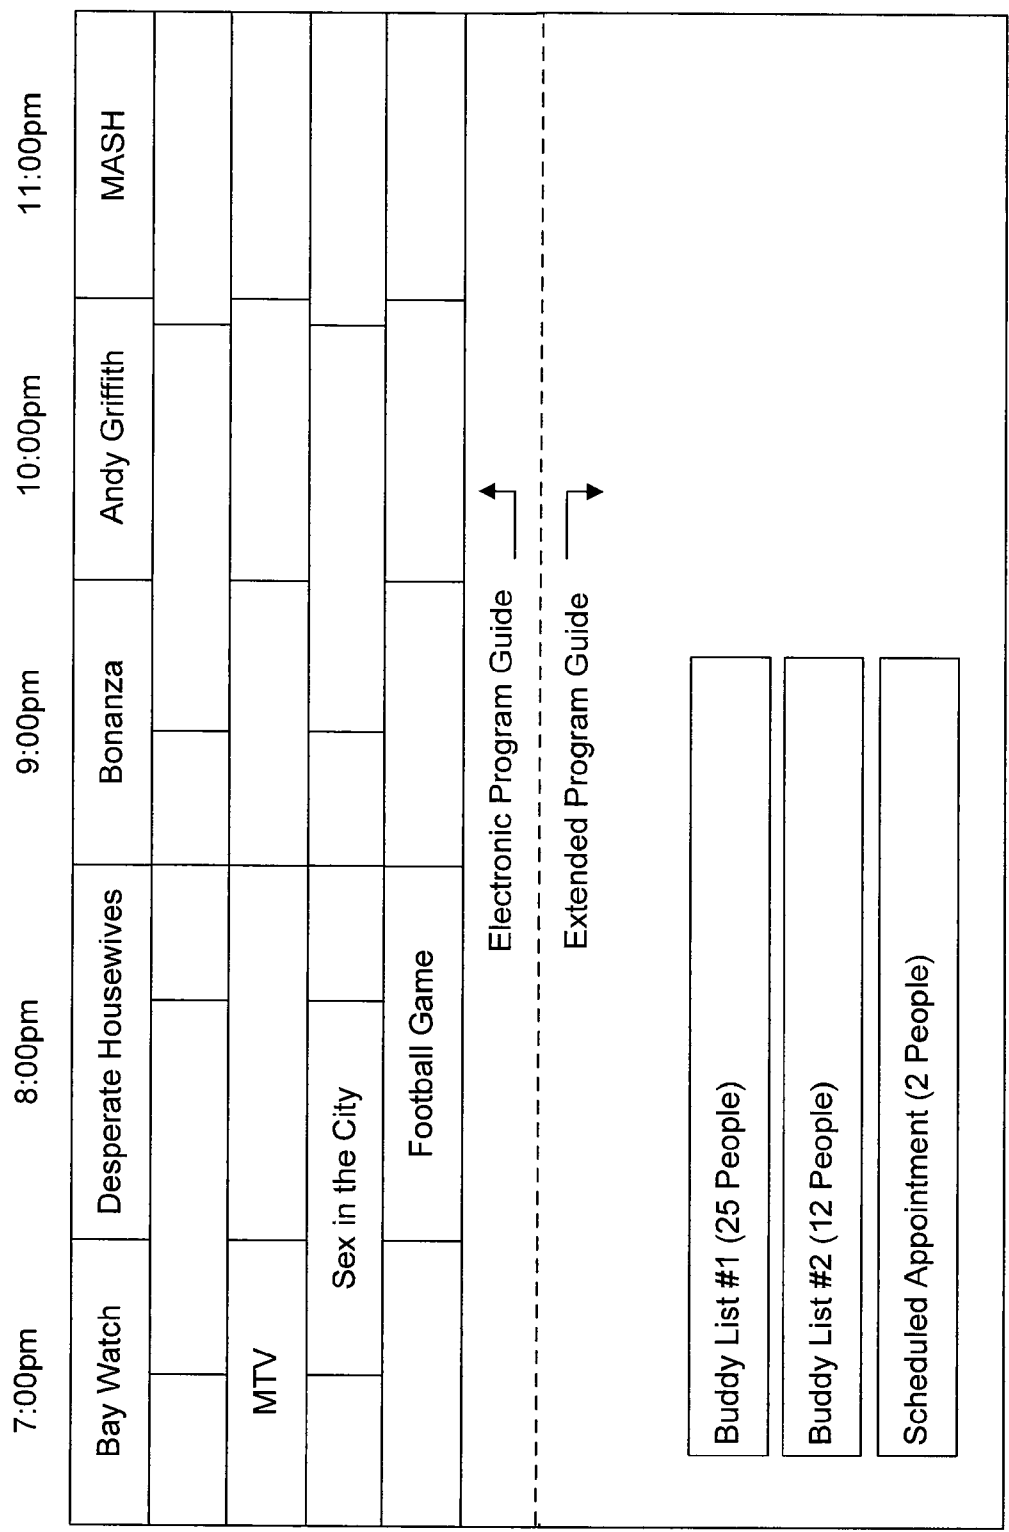 7:00pm 8:00pm 9:00pm 10:00pm 11:00pm
Bay Watch Desperate Housewives Bonanza Andy Griffith MASH
MTV
Sex in the City
Football Game
Electronic Program Guide
Extended Program Guide
Buddy List #1 (25 People)
Buddy List #2 (12 People)
Scheduled Appointment (2 People)